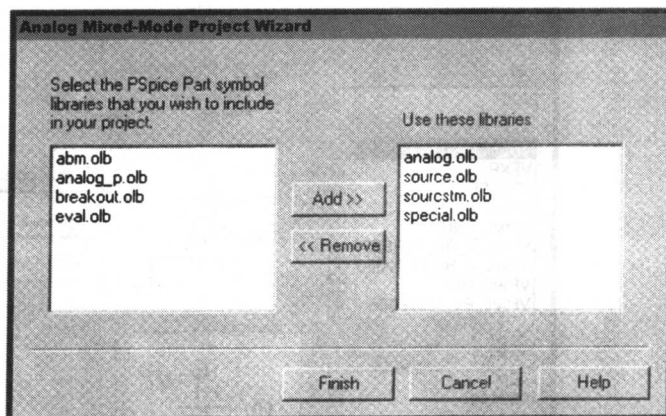 Analog Mixed-Mode Project Wizard
Select the PSpice Part symbol
libraries that you wish to include
in your project.
Use these libraries
abm.olb
analog_p.olb
breakout.olb
eval.olb
Add >>
<< Remove
analog.olb
source.olb
sourcstm.olb
special.olb
Finish
Cancel
Help